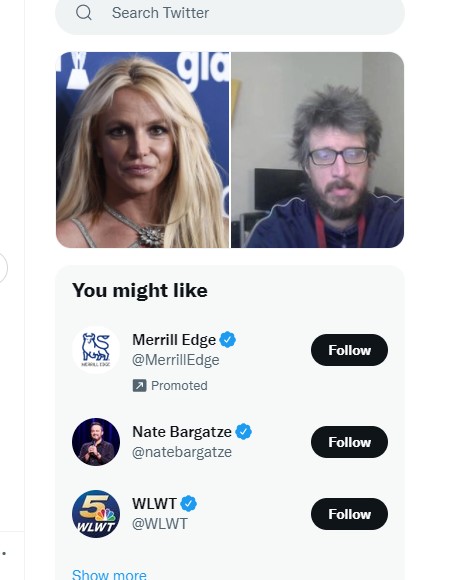 Search Twitter
gla
You might like
Merrill Edge
@MerrillEdge
Promoted
MERRILL EDGE
Follow
Nate Bargatze
@natebargatze
Follow
WLWT
@WLWT
5
WLWT
Follow
Show more